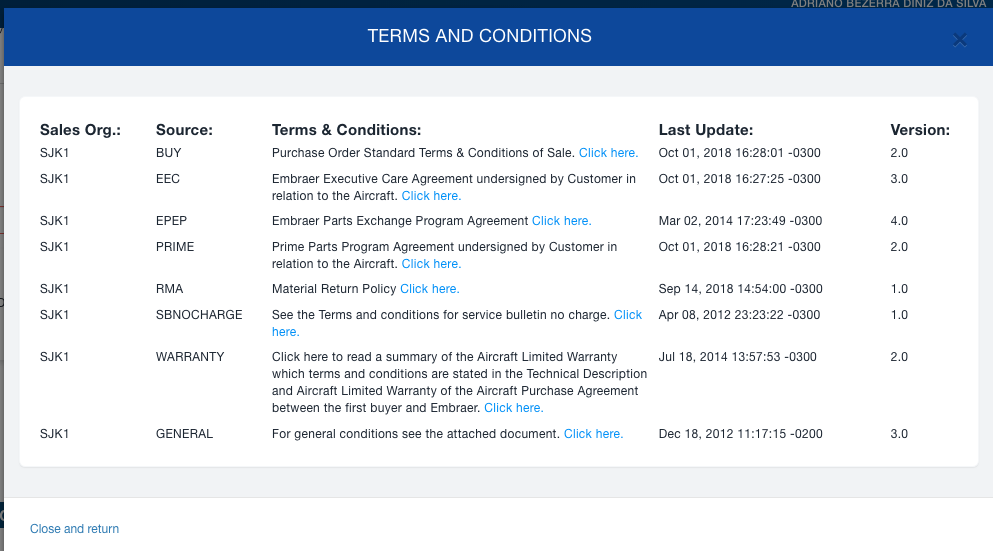 ADRIANO BEZERRA DINIZ DA SILVA
TERMS AND CONDITIONS
Sales Org.: Source: Terms & Conditions: Last Update: Version:
SJK1 BUY Purchase Order Standard Terms & Conditions of Sale. Click here. Oct 01, 2018 16:28:01 -0300 2.0
SJK1 EEC Embraer Executive Care Agreement undersigned by Customer in Oct 01, 2018 16:27:25 -0300 3.0
relation to the Aircraft. Click here.
SJK1 EPEP Embraer Parts Exchange Program Agreement Click here. Mar 02, 2014 17:23:49 -0300 4.0
SJK1 PRIME Prime Parts Program Agreement undersigned by Customer in Oct 01, 2018 16:28:21 -0300 2.0
relation to the Aircraft. Click here.
SJK1 RMA Material Return Policy Click here. Sep 14, 2018 14:54:00 -0300 1.0
SJK1 SBNOCHARGE See the Terms and conditions for service bulletin no charge. Click Apr 08, 2012 23:23:22 -0300 1.0
here.
SJK1 WARRANTY Click here to read a summary of the Aircraft Limited Warranty Jul 18, 2014 13:57:53 -0300 2.0
which terms and conditions are stated in the Technical Description
and Aircraft Limited Warranty of the Aircraft Purchase Agreement
between the first buyer and Embraer. Click here.
SJK1 GENERAL For general conditions see the attached document. Click here. Dec 18, 2012 11:17:15 -0200 3.0
Close and return